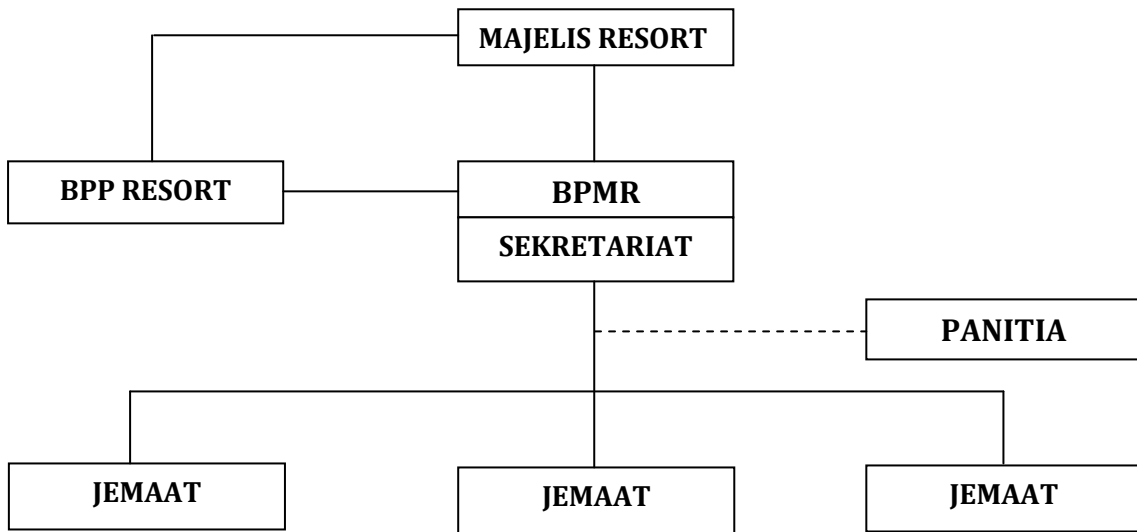 MAJELIS RESORT
BPP RESORT
BPMR
SEKRETARIAT
PANITIA
JEMAAT
JEMAAT
JEMAAT